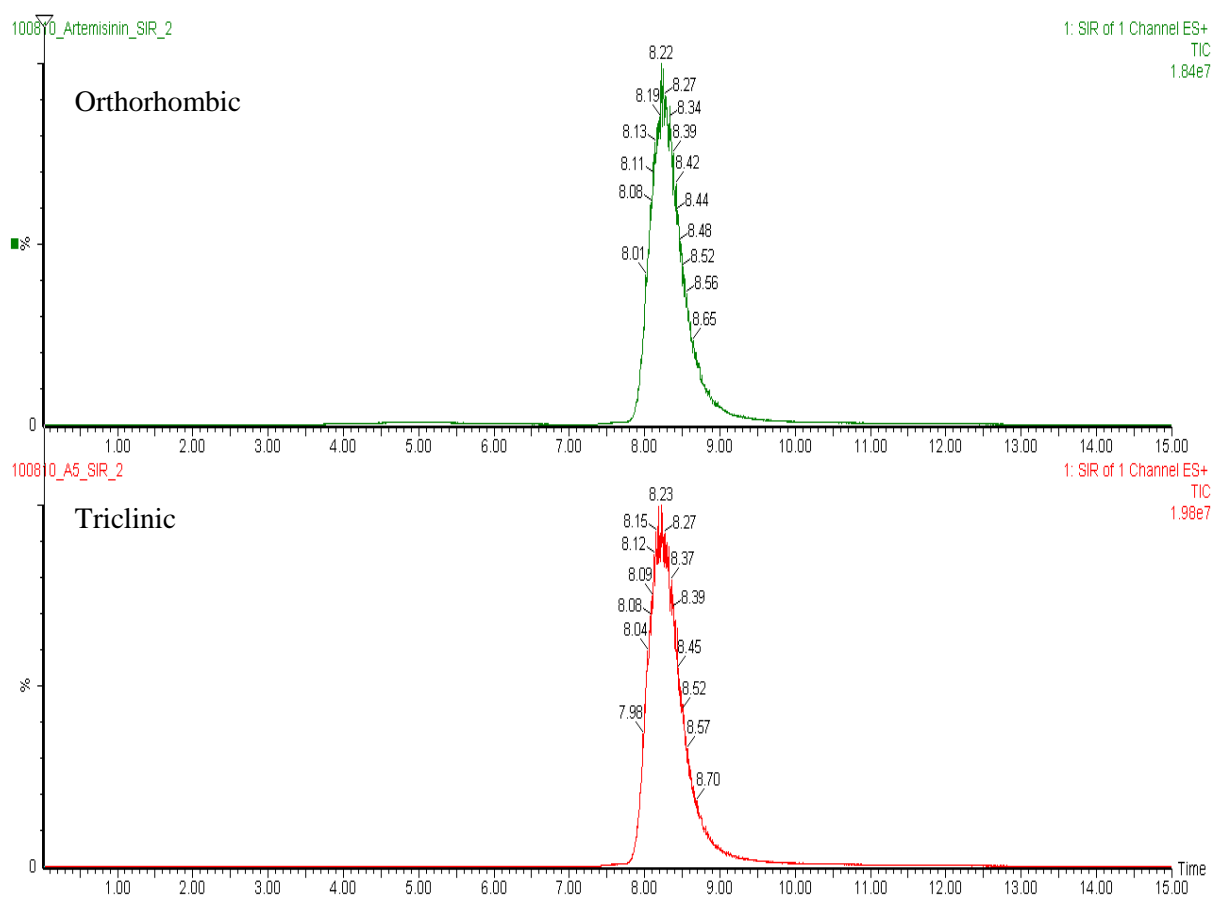 100810_Artemisinin_SIR_2
1: SIR of 1 Channel ES+
TIC
1.84e7
Orthorhombic
8.22
8.27
8.19
8.34
8.13
8.39
8.11
8.42
8.08
8.44
8.48
%
8.01
8.52
8.56
8.65
0
1.00 2.00 3.00 4.00 5.00 6.00 7.00 8.00 9.00 10.00 11.00 12.00 13.00 14.00 15.00
100810_A5_SIR_2
1: SIR of 1 Channel ES+
TIC
1.98e7
Triclinic
8.23
8.15
8.27
8.12
8.37
8.09
8.39
8.08
8.04
8.45
%
8.52
7.98
8.57
8.70
0
Time
1.00 2.00 3.00 4.00 5.00 6.00 7.00 8.00 9.00 10.00 11.00 12.00 13.00 14.00 15.00